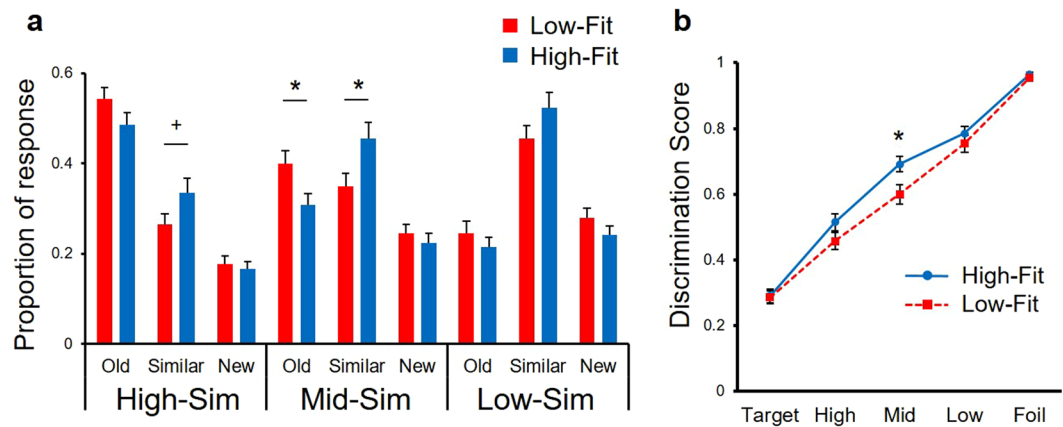 a
Low-Fit
High-Fit
Proportion of response
0.6
0.4
0.2
0
+
*
*
Old Similar New Old Similar New Old Similar New
High-Sim Mid-Sim Low-Sim
b
Discrimination Score
1
0.8
0.6
0.4
0.2
*
High-Fit
Low-Fit
Target High Mid Low Foil